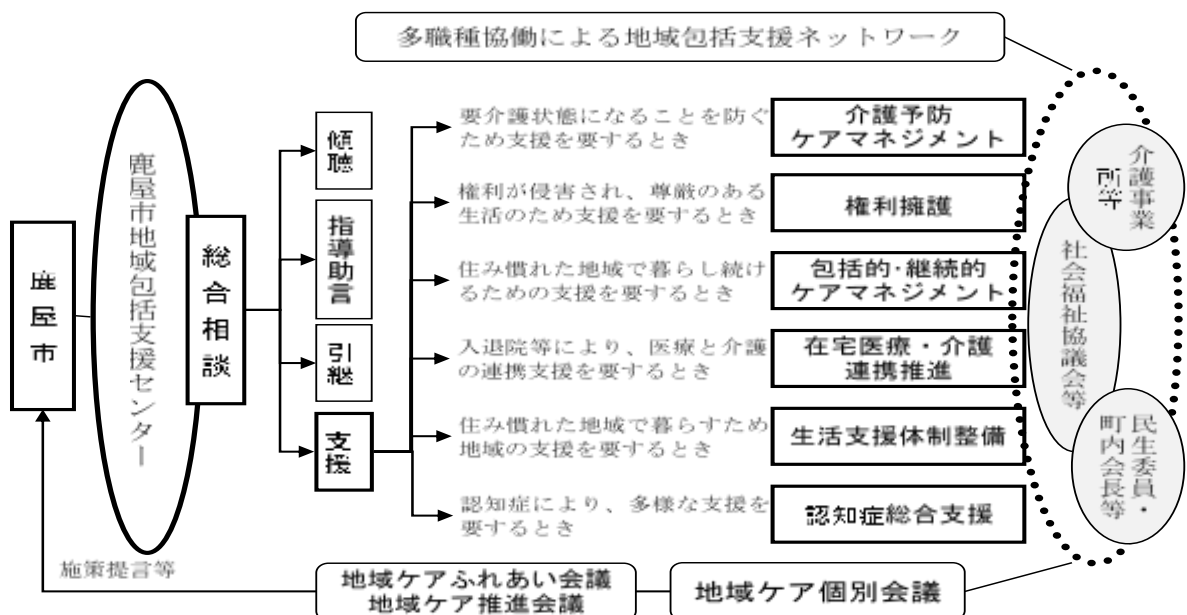 多職種協働による地域包括支援ネットワーク
鹿屋市
鹿屋市地域包括支援センター
総合相談
傾聴
指導助言
引継
支援
要介護状態になることを防ぐ
ため支援を要するとき
介護予防
ケアマネジメント
権利が侵害され、尊厳のある
生活のため支援を要するとき
権利擁護
住み慣れた地域で暮らし続け
るための支援を要するとき
包括的・継続的
ケアマネジメント
入退院等により、医療と介護
の連携支援を要するとき
在宅医療・介護
連携推進
住み慣れた地域で暮らすため
地域の支援を要するとき
生活支援体制整備
認知症により、多様な支援を
要するとき
認知症総合支援
介護事業
所等
社会福祉協議会等
民生委員・
町内会長等
施策提言等
地域ケアふれあい会議
地域ケア推進会議
地域ケア個別会議